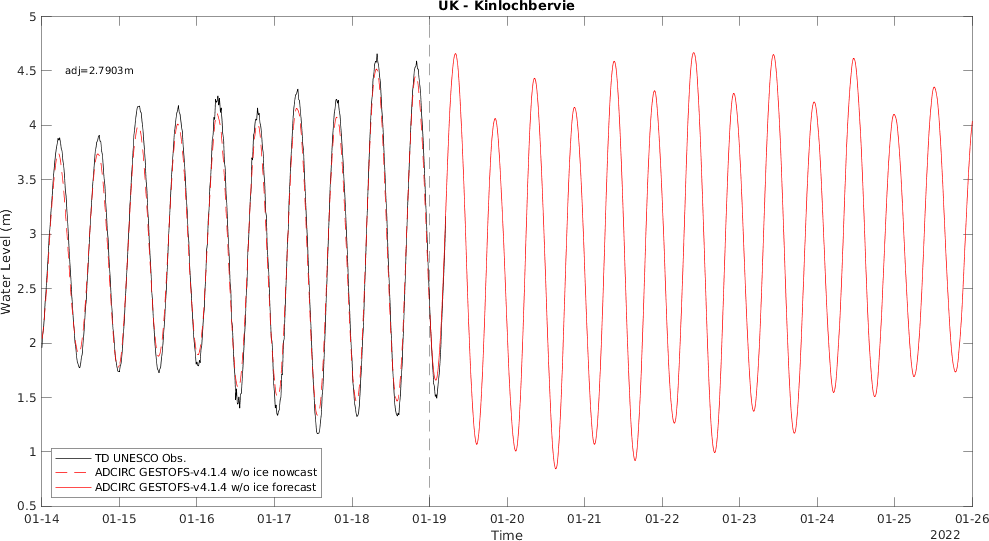 UK - Kinlochbervie
adj=2.7903m
Water Level (m)
5
4.5
4
3.5
3
2.5
2
1.5
1
0.5
TD UNESCO Obs.
ADCIRC GESTOFS-v4.1.4 w/o ice nowcast
ADCIRC GESTOFS-v4.1.4 w/o ice forecast
01-14 01-15 01-16 01-17 01-18 01-19 01-20 01-21 01-22 01-23 01-24 01-25 01-26
Time
2022